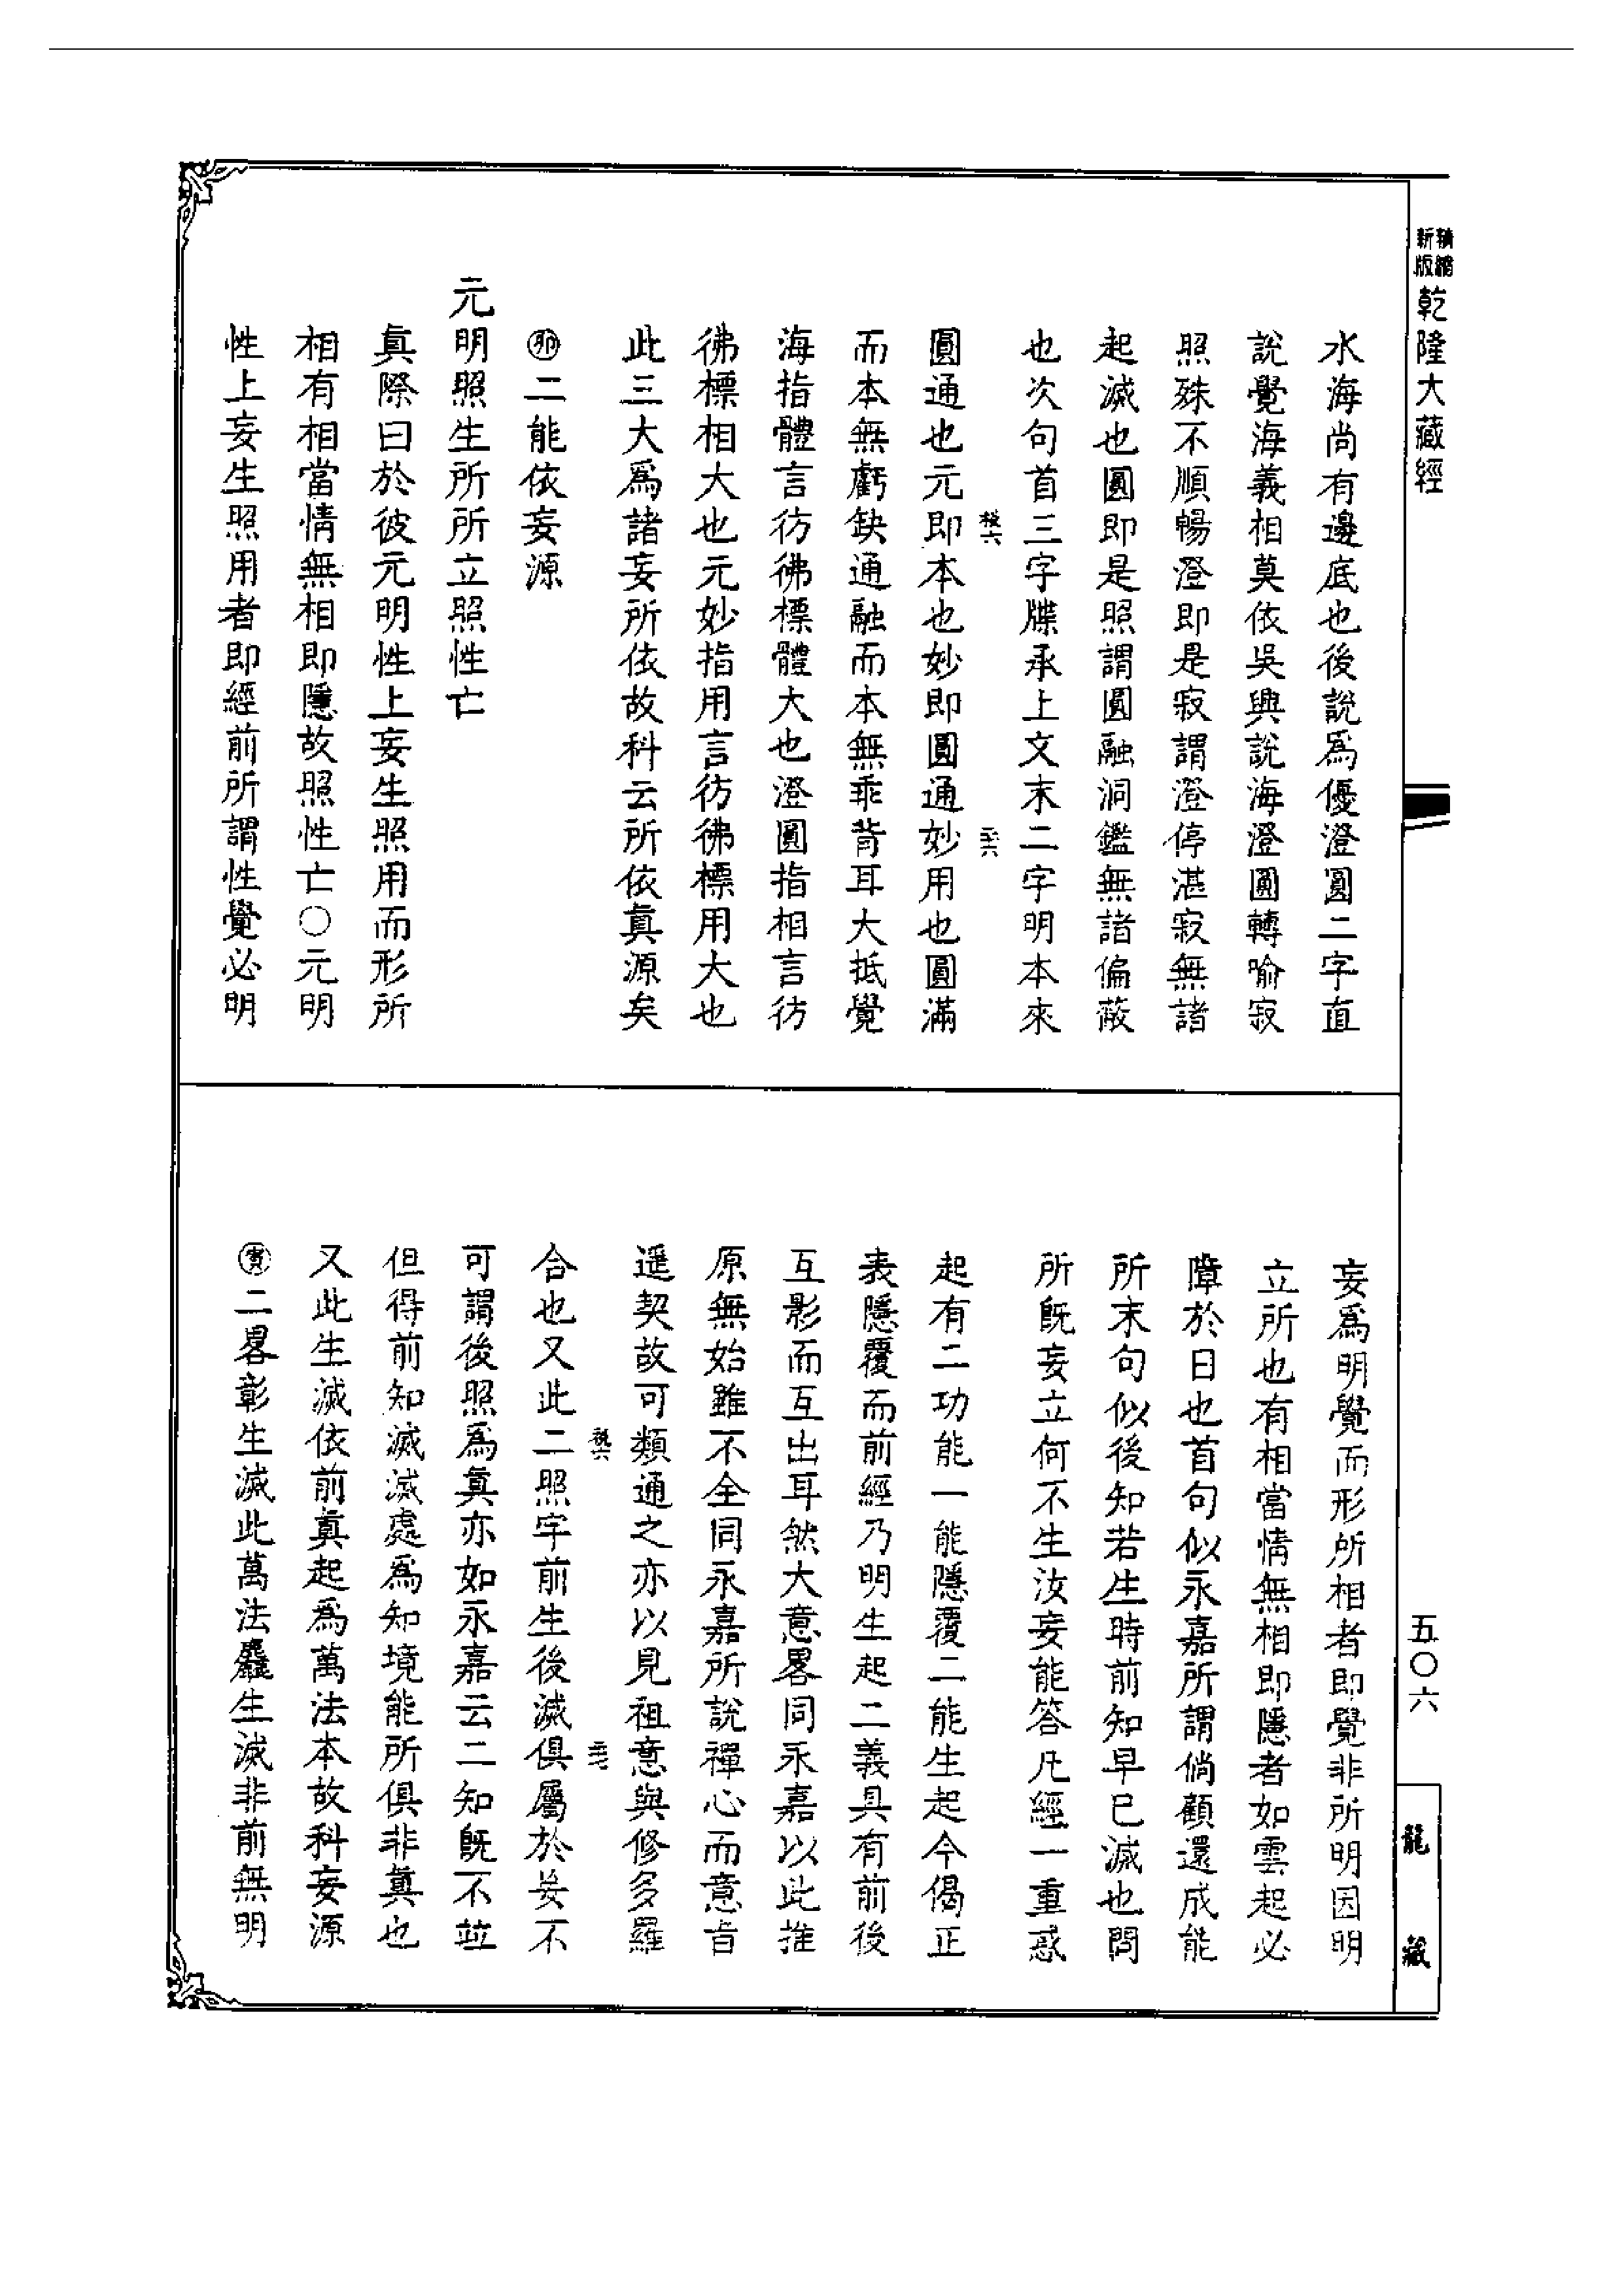 精縮
新版
乾隆大藏經
水海尚有邊底也後說為優澄圓二字直
說覺海義相莫依吳興說海澄圓轉喻寂
照殊不順暢澄即是寂謂澄停湛寂無諸
起滅也圓即是照謂圓融洞鑑無諸偏蔽
也次句首三字牒承上文末二字明本來
圓通也元即本也妙即圓通妙用也圓滿
而本無虧缺通融而本無乖背耳大抵覺
海指體言彷彿標體大也澄圓指相言彷
彿標相大也元妙指用言彷彿標用大也
此三大爲諸妄所依故科云所依真源矣
㊞二能依妄源
元明照生所所立照性亡
真際曰於彼元明性上妄生照用而形所
相有相當情無相即隱故照性亡〇元明
性上妄生照用者即經前所謂性覺必明
妄爲明覺而形所相者即覺非所明因明
立所也有相當情無相即隱者如雲起必
障於日也首句似永嘉所謂倘顧還成能
所末句似後知若生時前知早已滅也問
所既妄立何不生汝妄能答凡經一重惑
起有二功能一能隱覆二能生起今偈正
表隱覆而前經乃明生起二義具有前後
互影而互出耳然大意畧同永嘉以此推
原無始雖不全同永嘉所說禪心而意旨
遥契故可類通之亦以見祖意與修多羅
合也又此二照字前生後滅俱屬於妄不
可謂後照爲真亦如永嘉云二知既不竝
但得前知滅滅處爲知境能所俱非真也
又此生滅依前真起爲萬法本故科妄源
寅二畧彰生滅此萬法麤生滅非前無明
五〇六
龍藏